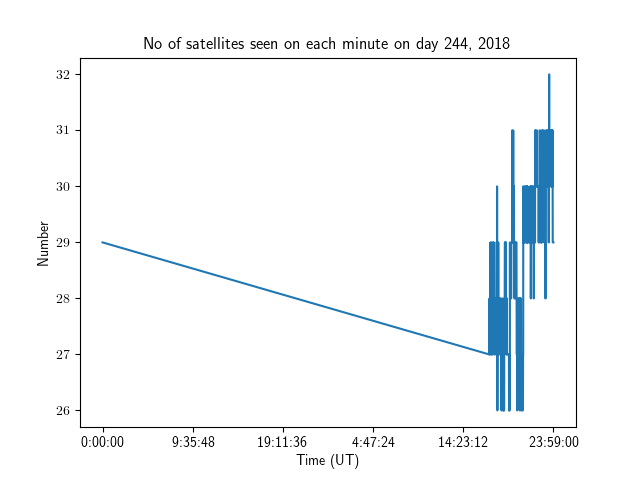 No of satellites seen on each minute on day 244, 2018
32
31
30
29
28
27
26
Number
0:00:00 9:35:48 19:11:36 4:47:24 14:23:12 23:59:00
Time (UT)